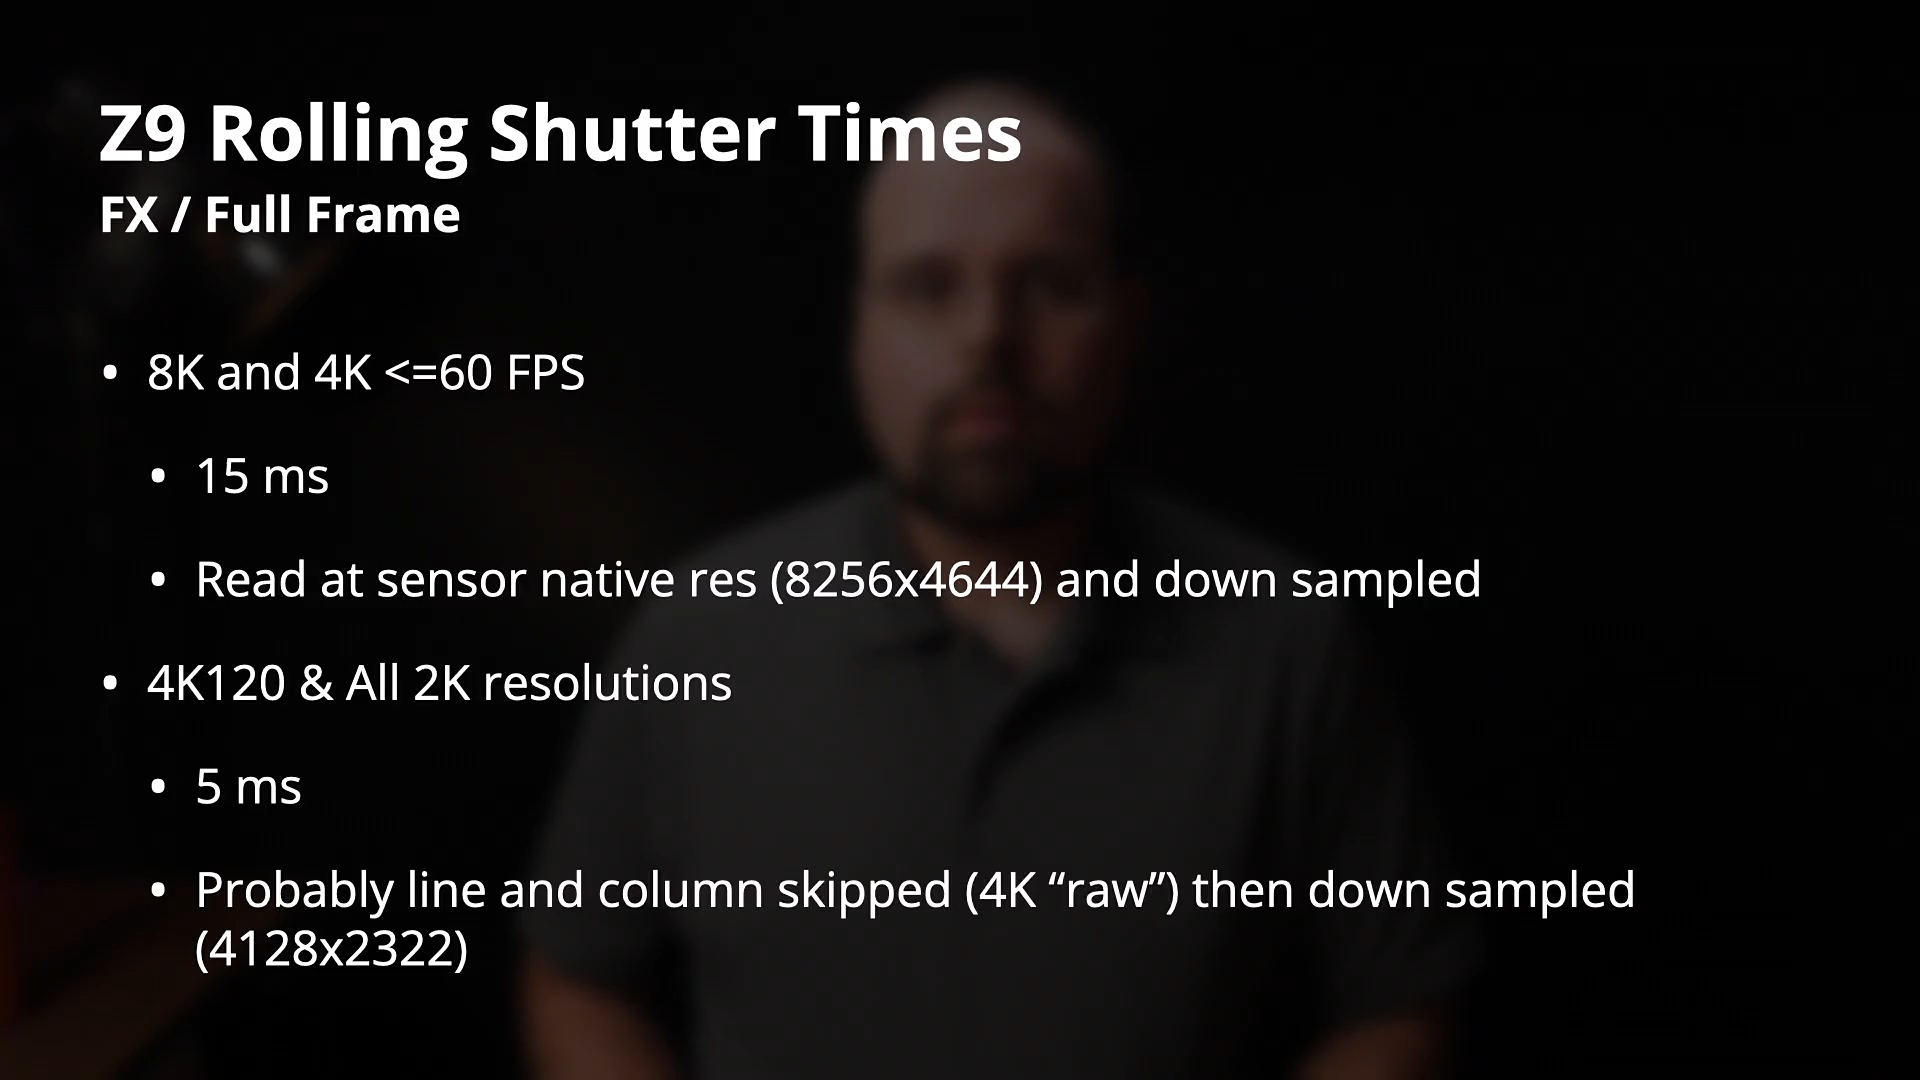 Z9 Rolling Shutter Times
FX / Full Frame
• 8K and 4K <=60 FPS
• 15 ms
• Read at sensor native res (8256x4644) and down sampled
• 4K120 & All 2K resolutions
• 5 ms
• Probably line and column skipped (4K “raw”) then down sampled
(4128x2322)